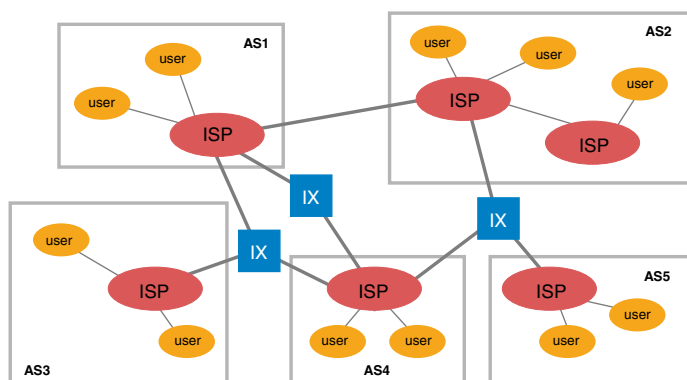 AS1
user
user
ISP
AS2
user
user
user
ISP
ISP
IX
IX
IX
user
ISP
user
AS3
ISP
user
user
AS4
AS5
ISP
user
user